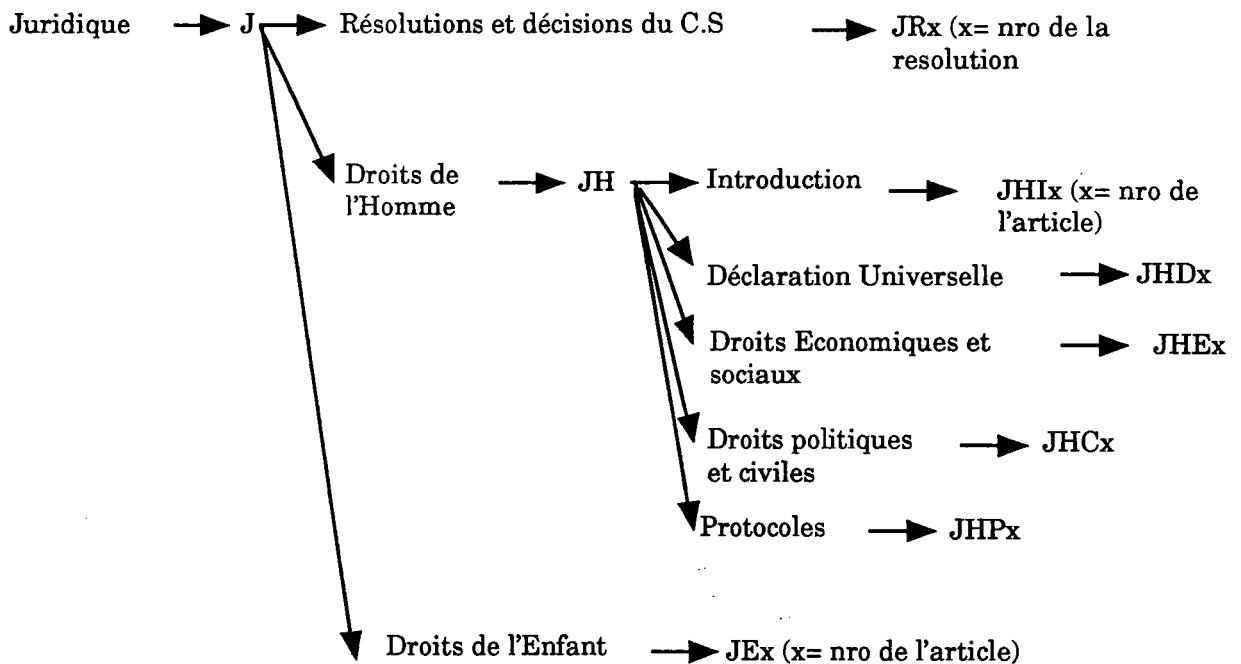 Juridique J Résolutions et décisions du C.S JRx (x= nro de la
resolution
Droits de
l'Homme
JH
Introduction
JHIx (x= nro de
l'article)
Déclaration Universelle JHDx
Droits Economiques et
sociaux
JHEx
Droits politiques
et civiles
JHCx
Protocoles JHPx
Droits de l'Enfant JEx (x= nro de l'article)